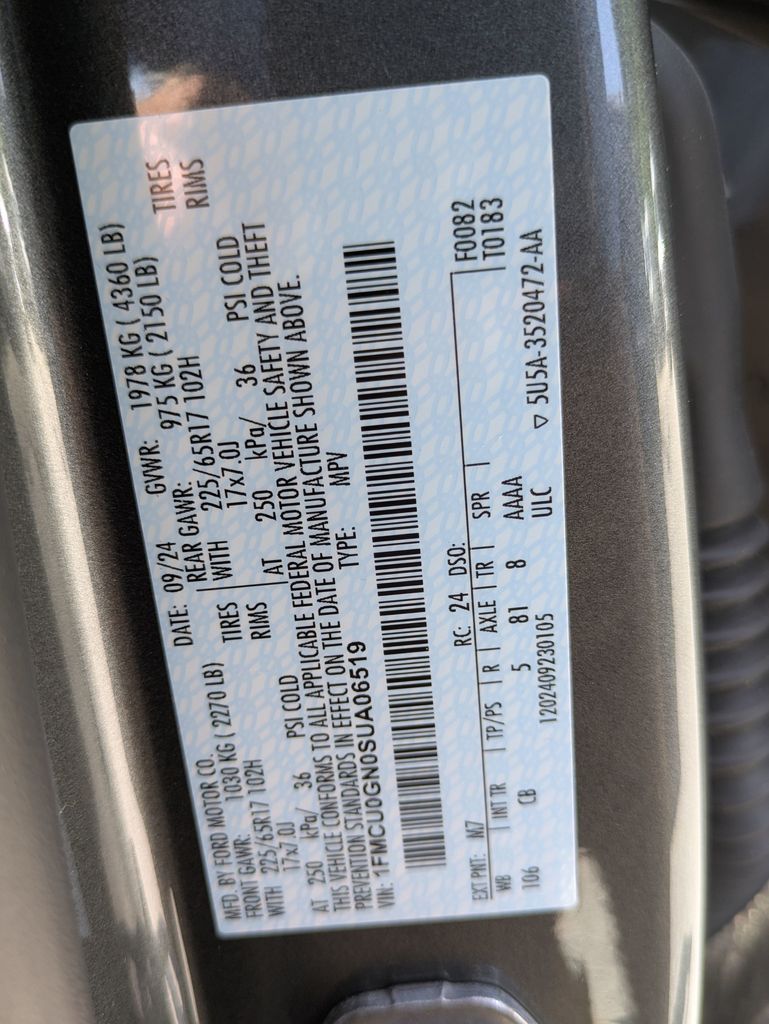 MFD. BY FORD MOTOR CO.
DATE: 09/24 GVWR: 1978 KG ( 4360 LB)
FRONT GAWR: 1030 KG ( 2270 LB) REAR GAWR: 975 KG ( 2150 LB)
WITH 225/65R17 102H TIRES WITH 225/65R17 102H TIRES
17x7.0J RIMS 17x7.0J RIMS
AT 250 kPa/ 36 PSI COLD AT 250 kPa/ 36 PSI COLD
THIS VEHICLE CONFORMS TO ALL APPLICABLE FEDERAL MOTOR VEHICLE SAFETY AND THEFT
PREVENTION STANDARDS IN EFFECT ON THE DATE OF MANUFACTURE SHOWN ABOVE.
VIN: 1FMCU0GN0SUA06519 TYPE: MPV
F0082
EXT PNT: M7 RC: 24 DSO: T0183
WB INT TR TP/PS R AXLE TR SPR
106 CB 5 81 8 AAAA
1202409230105 ULC ▽ 5U5A-3520472-AA